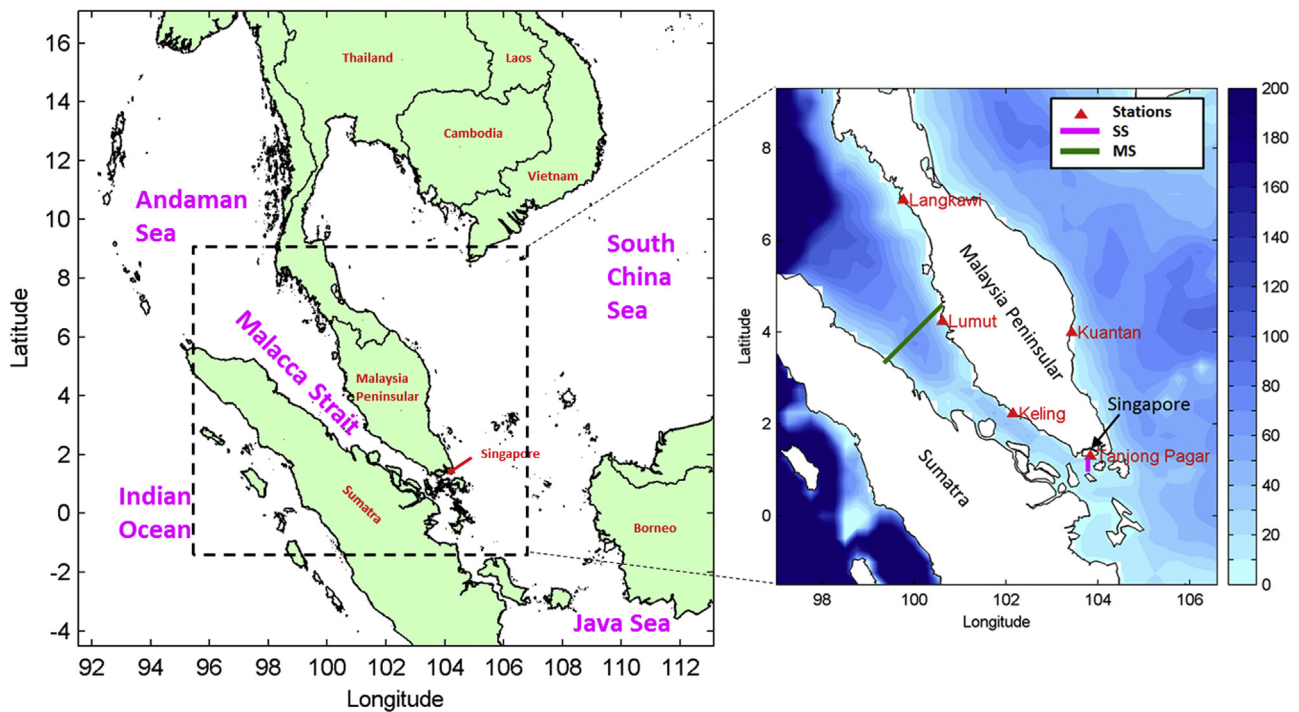 16
14
12
10
8
6
4
2
0
-2
-4
Latitude
92
94
96
98
100
102
104
106
108
110
112
Longitude
Thailand
Laos
Cambodia
Vietnam
Andaman
Sea
South
China
Sea
Malacca Strait
Malaysia
Peninsular
Singapore
Sumatra
Indian
Ocean
Borneo
Java Sea
8
6
4
2
0
Latitude
98
100
102
104
106
Longitude
Stations
SS
MS
Langkawi
Lumut
Malaysia Peninsular
Kuantan
Keling
Singapore
Tanjong Pagar
Sumatra
200
180
160
140
120
100
80
60
40
20
0